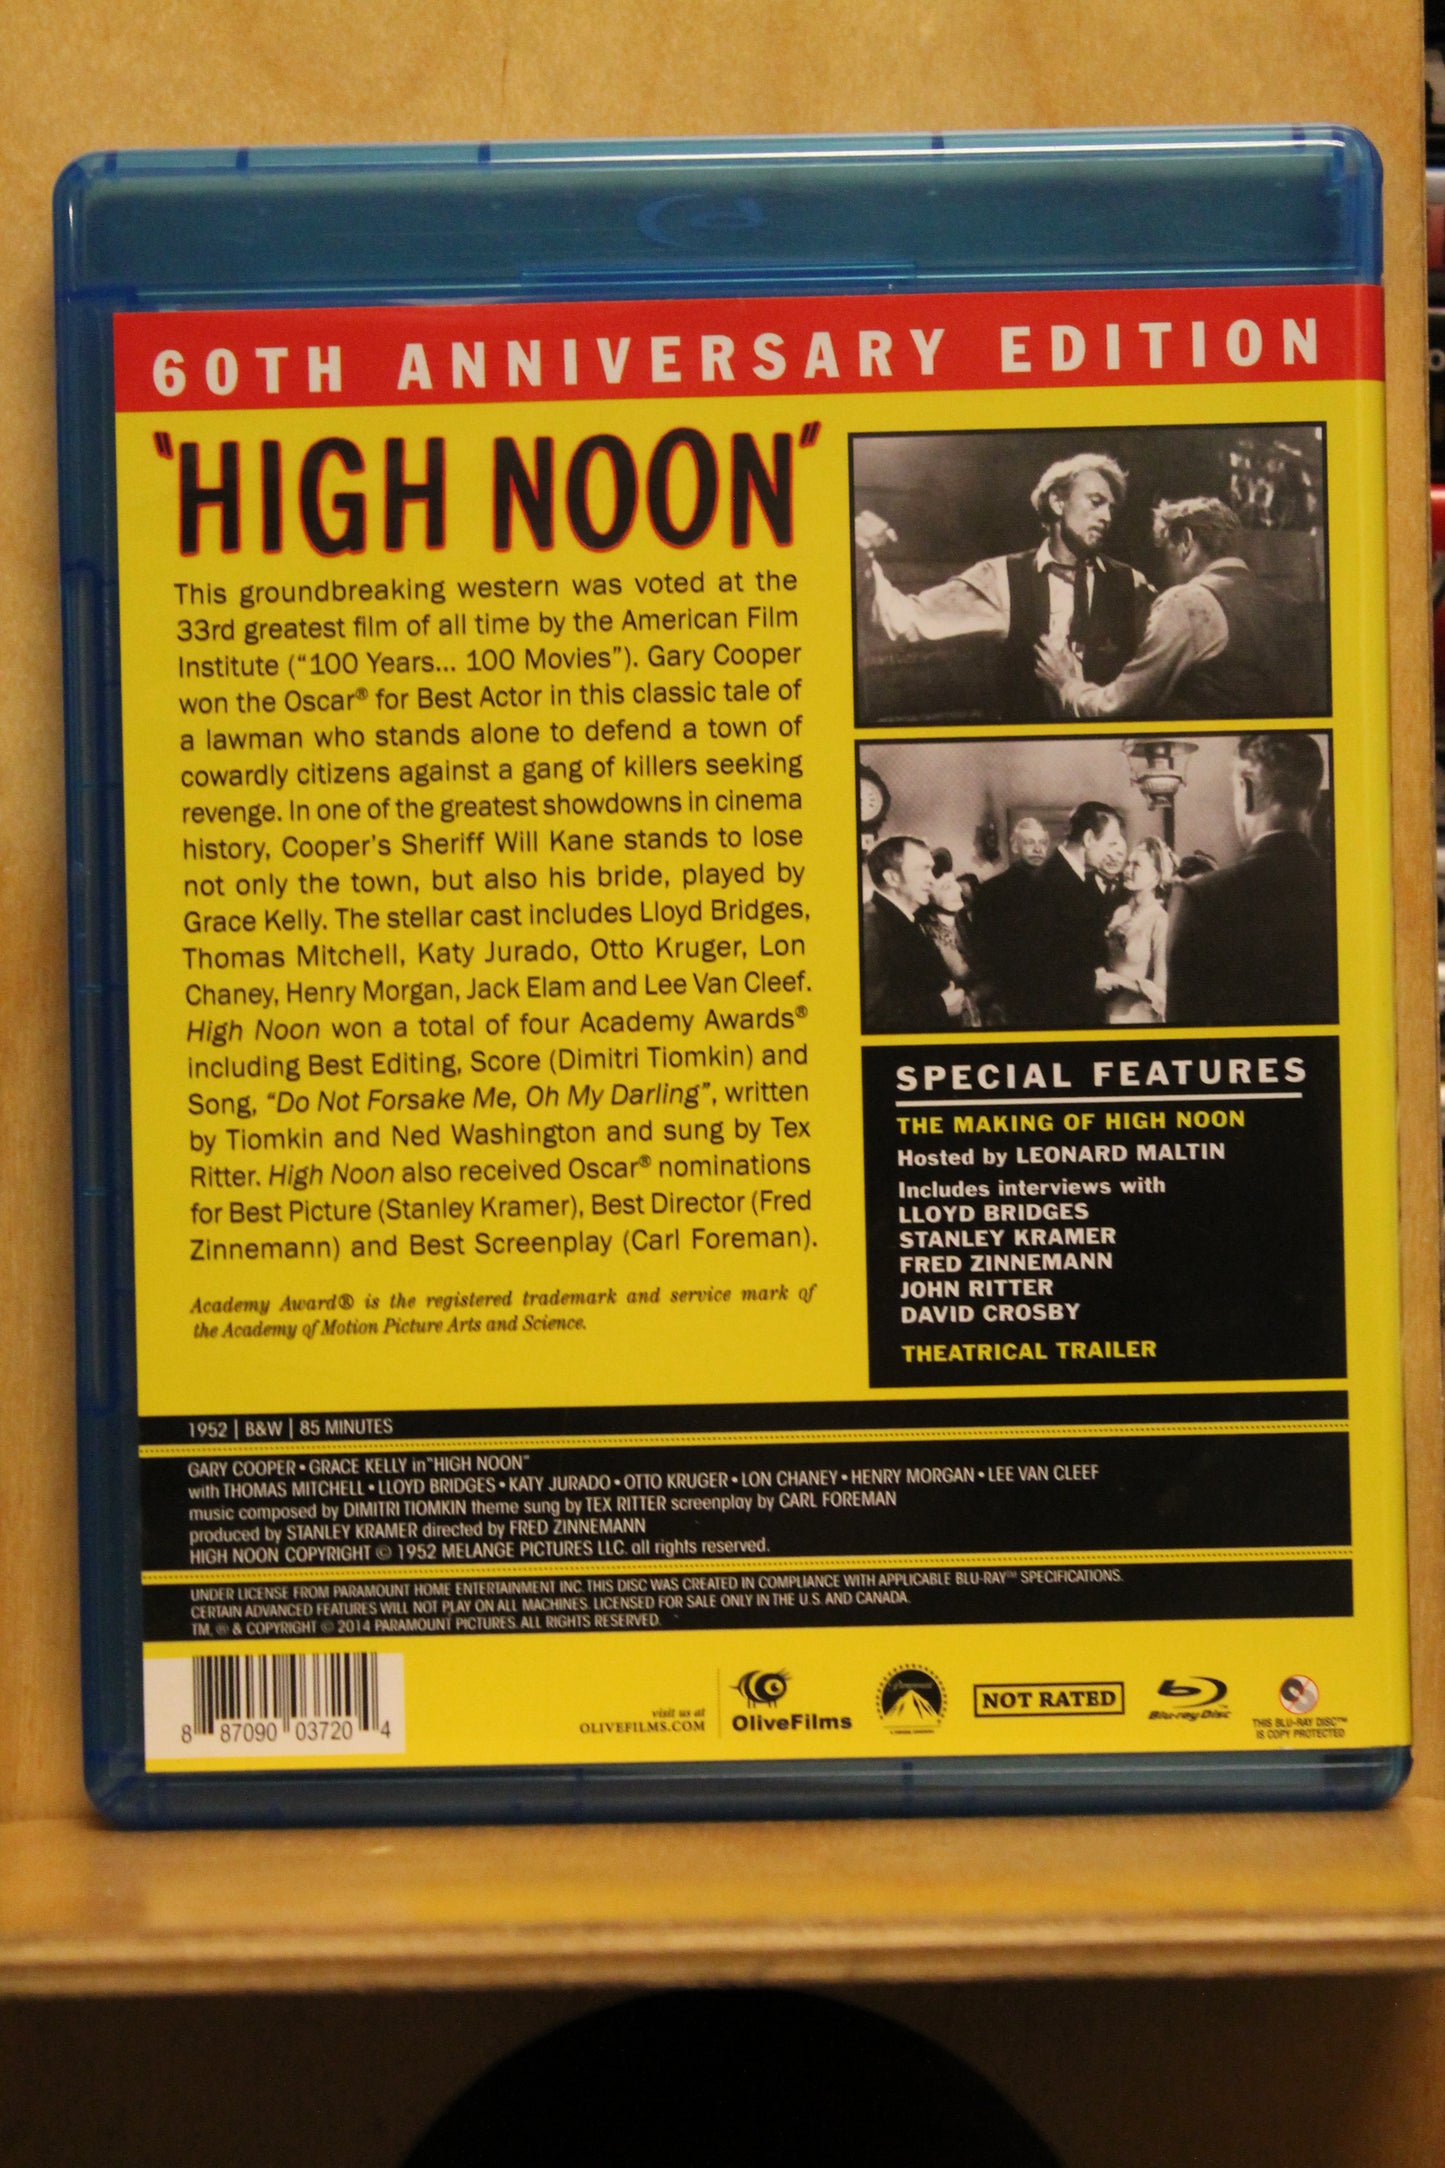 60TH ANNIVERSARY EDITION
"HIGH NOON"
This groundbreaking western was voted at the
33rd greatest film of all time by the American Film
Institute (“100 Years... 100 Movies”). Gary Cooper
won the Oscar® for Best Actor in this classic tale of
a lawman who stands alone to defend a town of
cowardly citizens against a gang of killers seeking
revenge. In one of the greatest showdowns in cinema
history, Cooper's Sheriff Will Kane stands to lose
not only the town, but also his bride, played by
Grace Kelly. The stellar cast includes Lloyd Bridges,
Thomas Mitchell, Katy Jurado, Otto Kruger, Lon
Chaney, Henry Morgan, Jack Elam and Lee Van Cleef.
High Noon won a total of four Academy Awards®
including Best Editing, Score (Dimitri Tiomkin) and
Song, “Do Not Forsake Me, Oh My Darling”, written
by Tiomkin and Ned Washington and sung by Tex
Ritter. High Noon also received Oscar® nominations
for Best Picture (Stanley Kramer), Best Director (Fred
Zinnemann) and Best Screenplay (Carl Foreman).
Academy Award® is the registered trademark and service mark of
the Academy of Motion Picture Arts and Science.
SPECIAL FEATURES
THE MAKING OF HIGH NOON
Hosted by LEONARD MALTIN
Includes interviews with
LLOYD BRIDGES
STANLEY KRAMER
FRED ZINNEMANN
JOHN RITTER
DAVID CROSBY
THEATRICAL TRAILER
1952 | B&W | 85 MINUTES
GARY COOPER • GRACE KELLY in "HIGH NOON"
with THOMAS MITCHELL • LLOYD BRIDGES • KATY JURADO • OTTO KRUGER • LON CHANEY • HENRY MORGAN • LEE VAN CLEEF
music composed by DIMITRI TIOMKIN theme sung by TEX RITTER screenplay by CARL FOREMAN
produced by STANLEY KRAMER directed by FRED ZINNEMANN
HIGH NOON COPYRIGHT © 1952 MELANGE PICTURES LLC. all rights reserved.
UNDER LICENSE FROM PARAMOUNT HOME ENTERTAINMENT INC. THIS DISC WAS CREATED IN COMPLIANCE WITH APPLICABLE BLU-RAY™ SPECIFICATIONS.
CERTAIN ADVANCED FEATURES WILL NOT PLAY ON ALL MACHINES. LICENSED FOR SALE ONLY IN THE U.S. AND CANADA.
TM, ® & COPYRIGHT © 2014 PARAMOUNT PICTURES. ALL RIGHTS RESERVED.
8 87090 03720 4
visit us at
OLIVEFILMS.COM
OliveFilms
Paramount
NOT RATED
Blu-ray Disc
THIS BLU-RAY DISC™
IS COPY PROTECTED